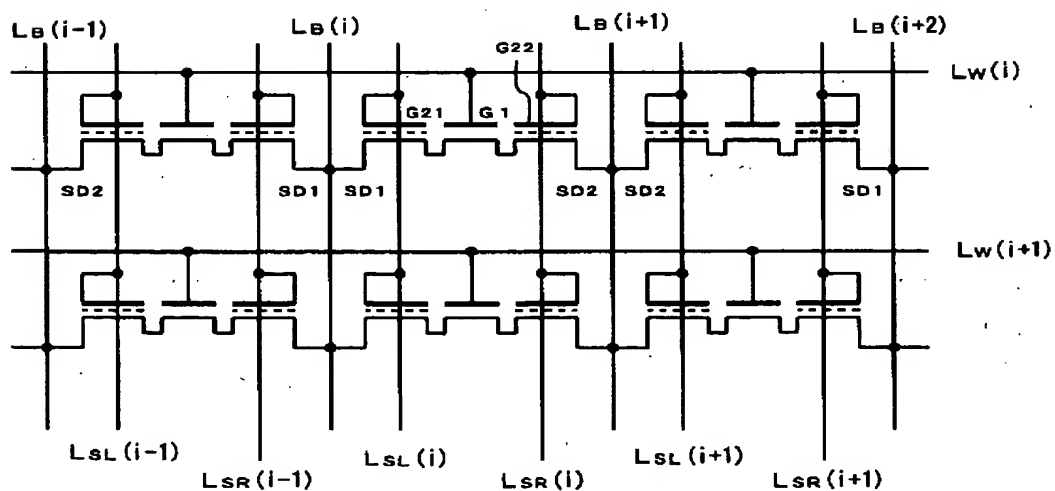 LB(i-1) LB(i) LB(i+1) LB(i+2)
G22
LW(i)
G21 G1
SD2 SD1 SD1 SD2 SD2 SD1
LW(i+1)
LSL(i-1) LSL(i) LSL(i+1)
LSR(i-1) LSR(i) LSR(i+1)